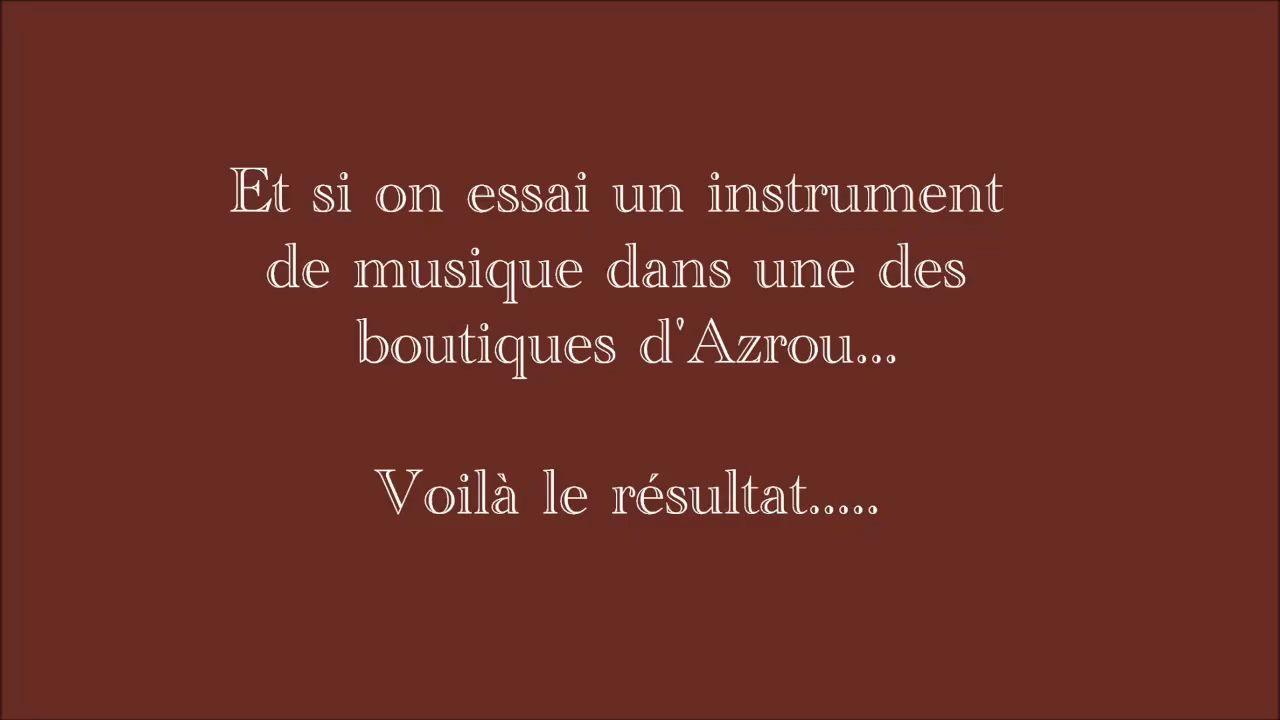 Et si on essai un instrument
de musique dans une des
boutiques d'Azrou...
Voilà le résultat.....